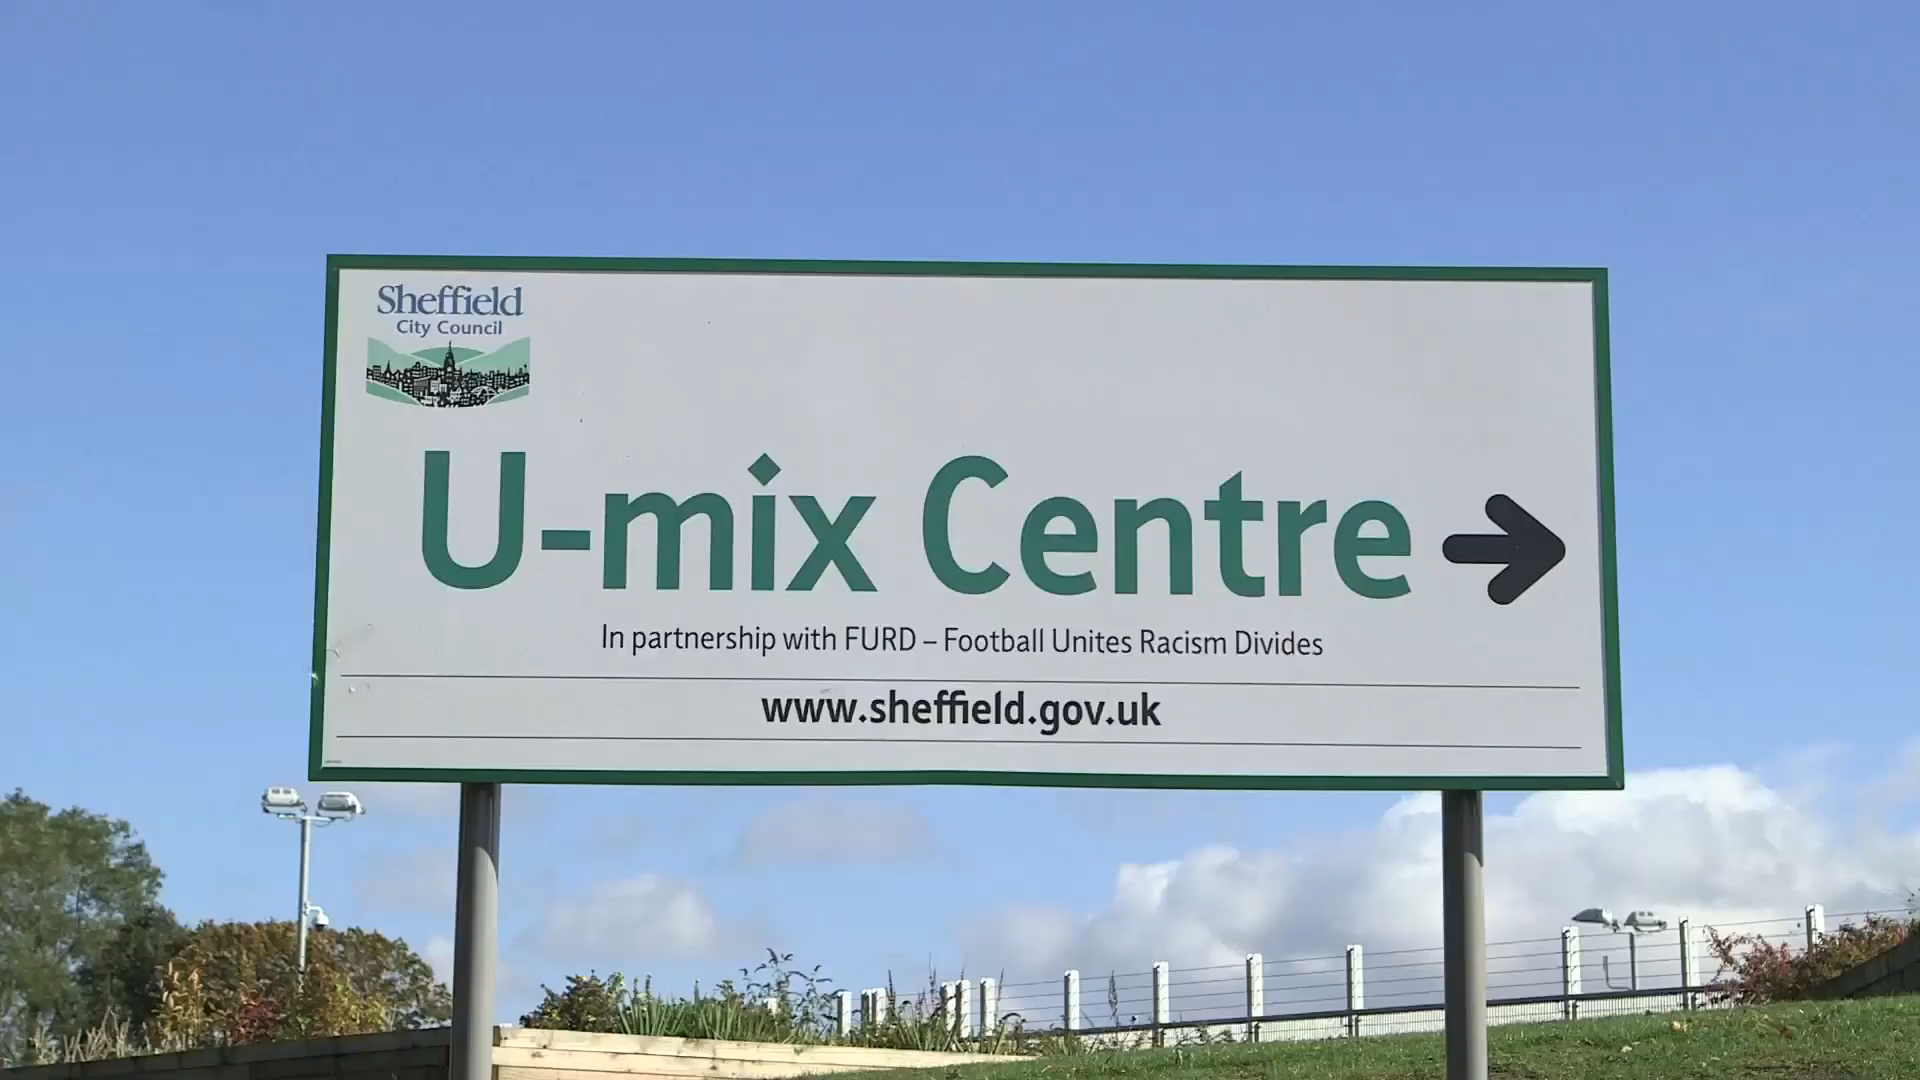 Sheffield
City Council
U-mix Centre
In partnership with FURD – Football Unites Racism Divides
www.sheffield.gov.uk